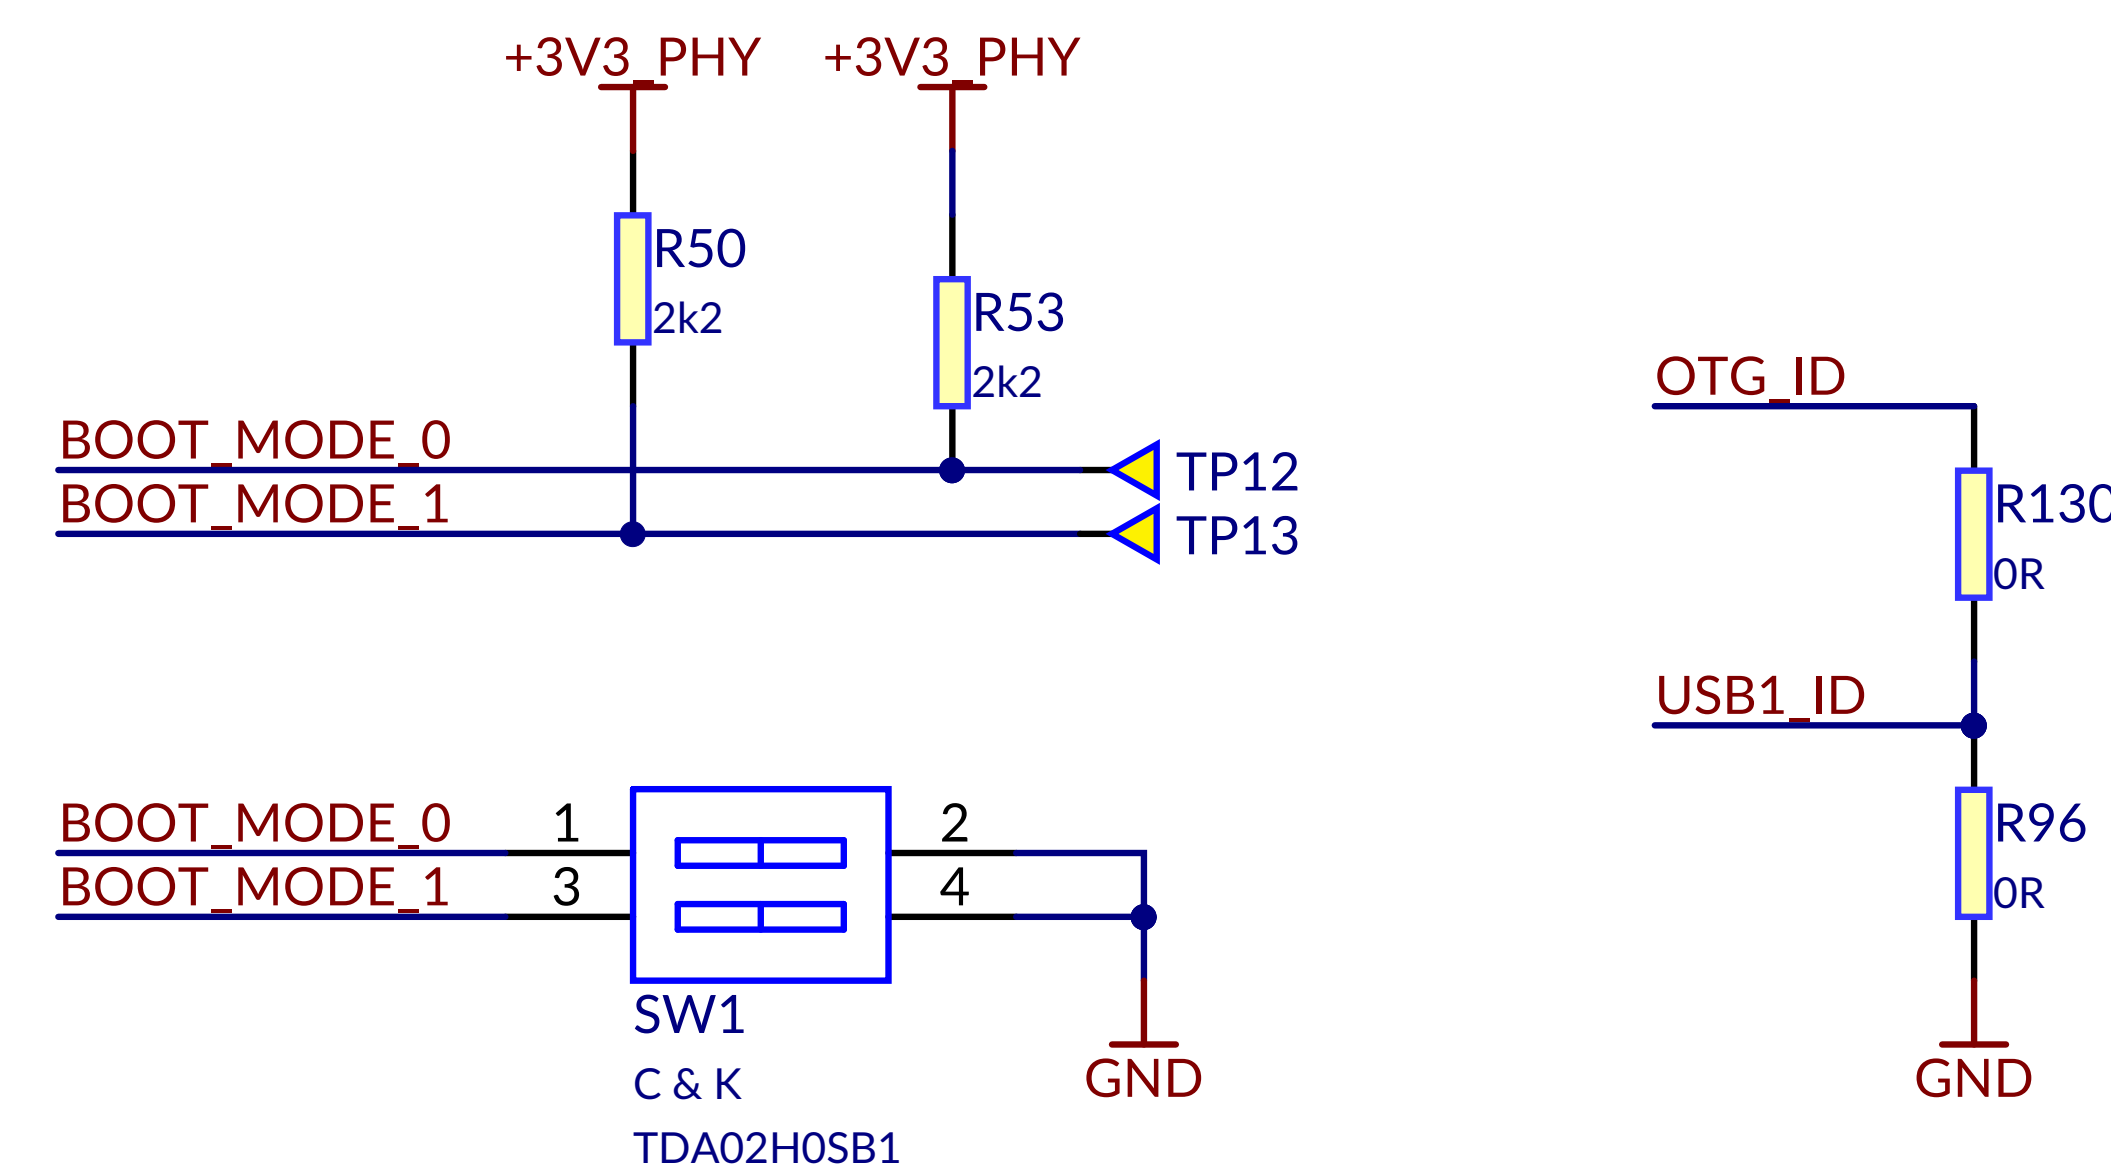 +3V3_PHY +3V3_PHY
R50
2k2
R53
2k2
BOOT_MODE_0
TP12
BOOT_MODE_1
TP13
OTG_ID
R130
0R
USB1_ID
R96
0R
GND
BOOT_MODE_0 1 2
BOOT_MODE_1 3 4
SW1
C & K
TDA02H0SB1
GND